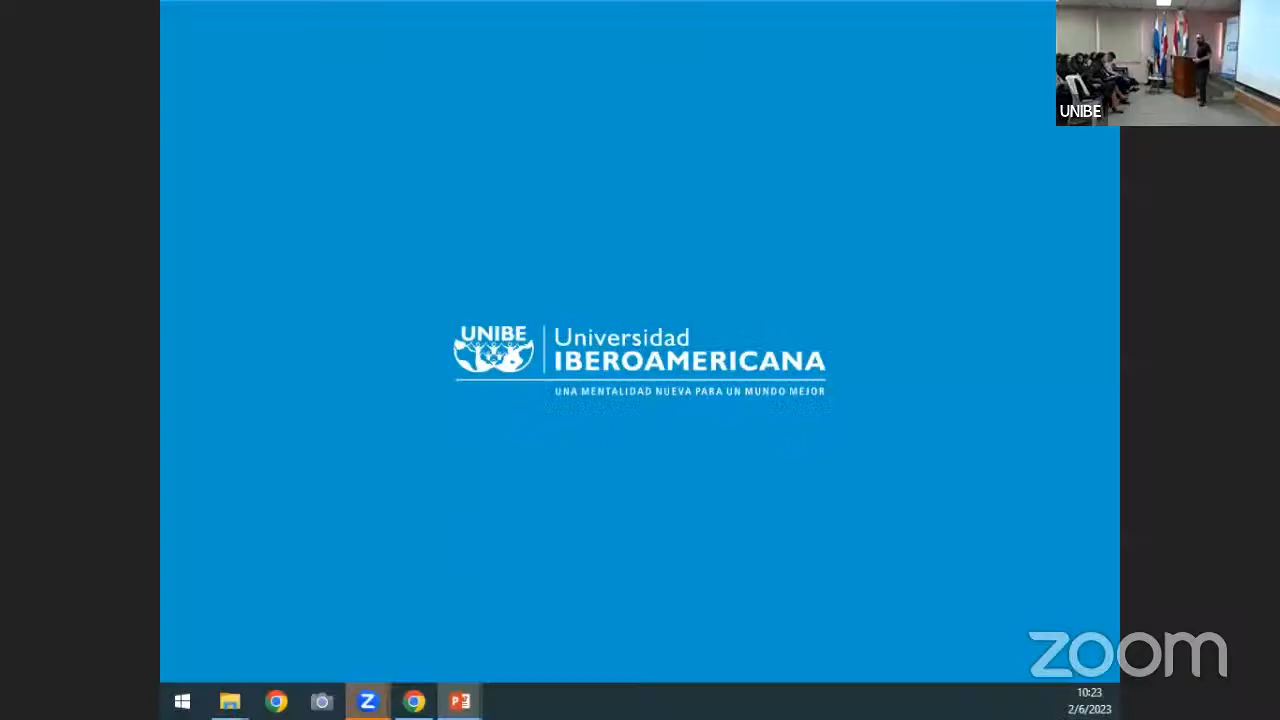 UNIBE
UNIBE
Universidad
IBEROAMERICANA
UNA MENTALIDAD NUEVA PARA UN MUNDO MEJOR
zoom
Z
P
10:23
2/6/2023